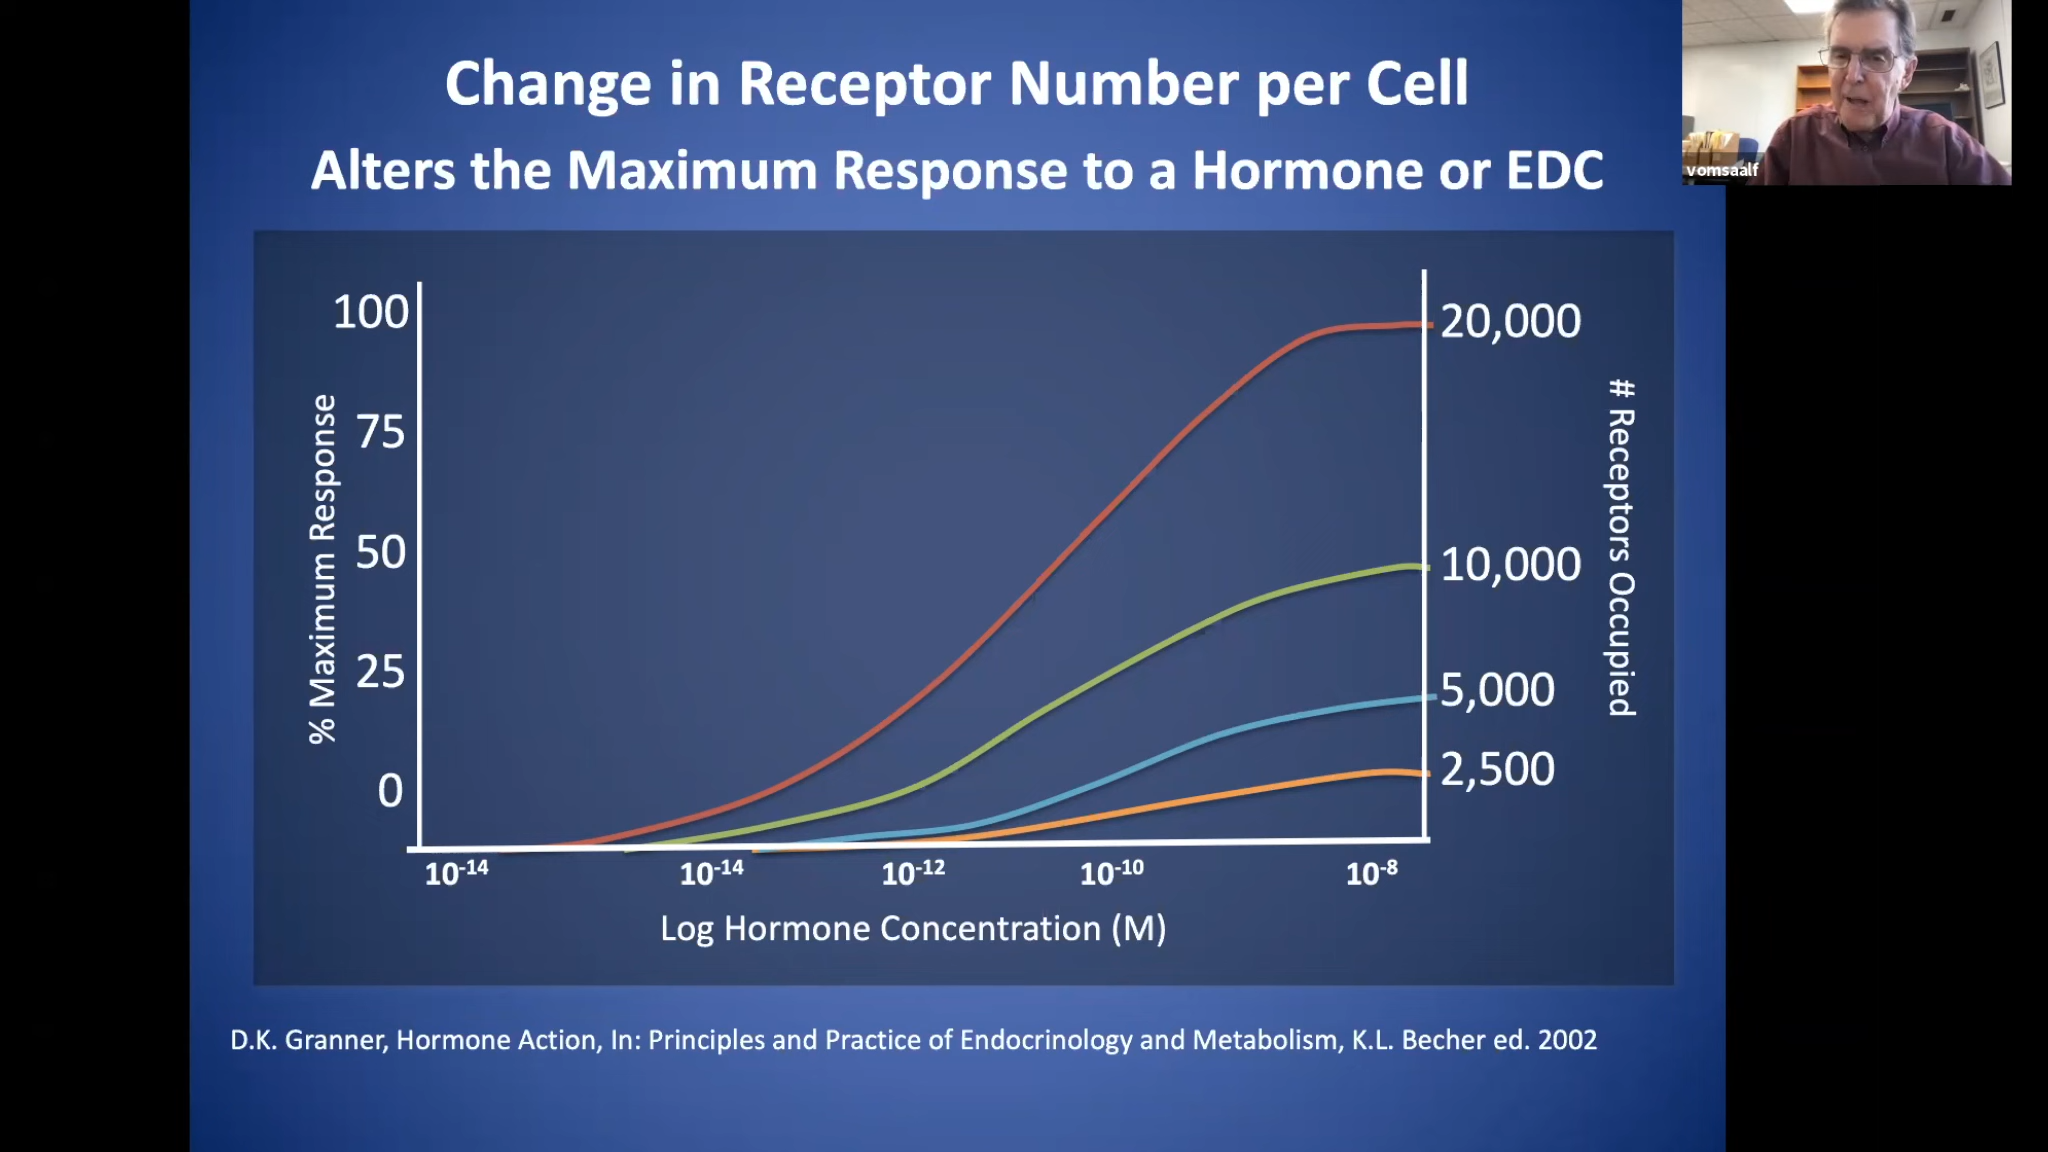 Change in Receptor Number per Cell
Alters the Maximum Response to a Hormone or EDC
vomsaalf
100
75
50
25
0
% Maximum Response
20,000
10,000
5,000
2,500
# Receptors Occupied
10-14 10-14 10-12 10-10 10-8
Log Hormone Concentration (M)
D.K. Granner, Hormone Action, In: Principles and Practice of Endocrinology and Metabolism, K.L. Becher ed. 2002